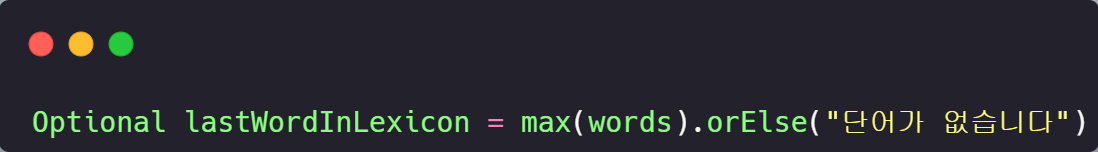 Optional lastWordInLexicon = max(words).orElse("단어가 없습니다")